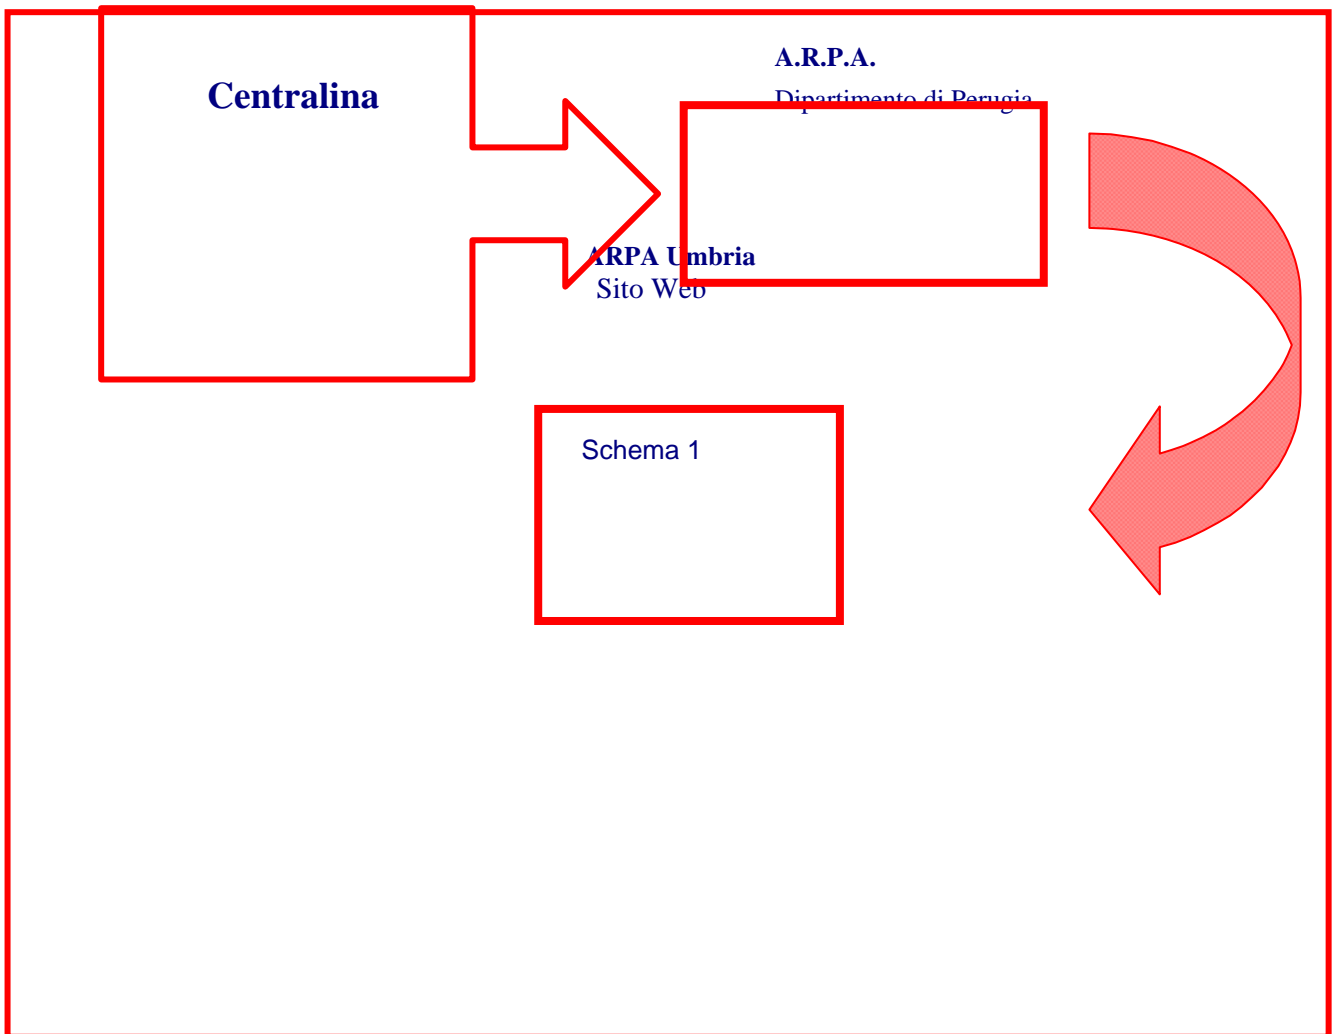 Centralina
A.R.P.A.
Dipartimento di Perugia
ARPA Umbria
Sito Web
Schema 1